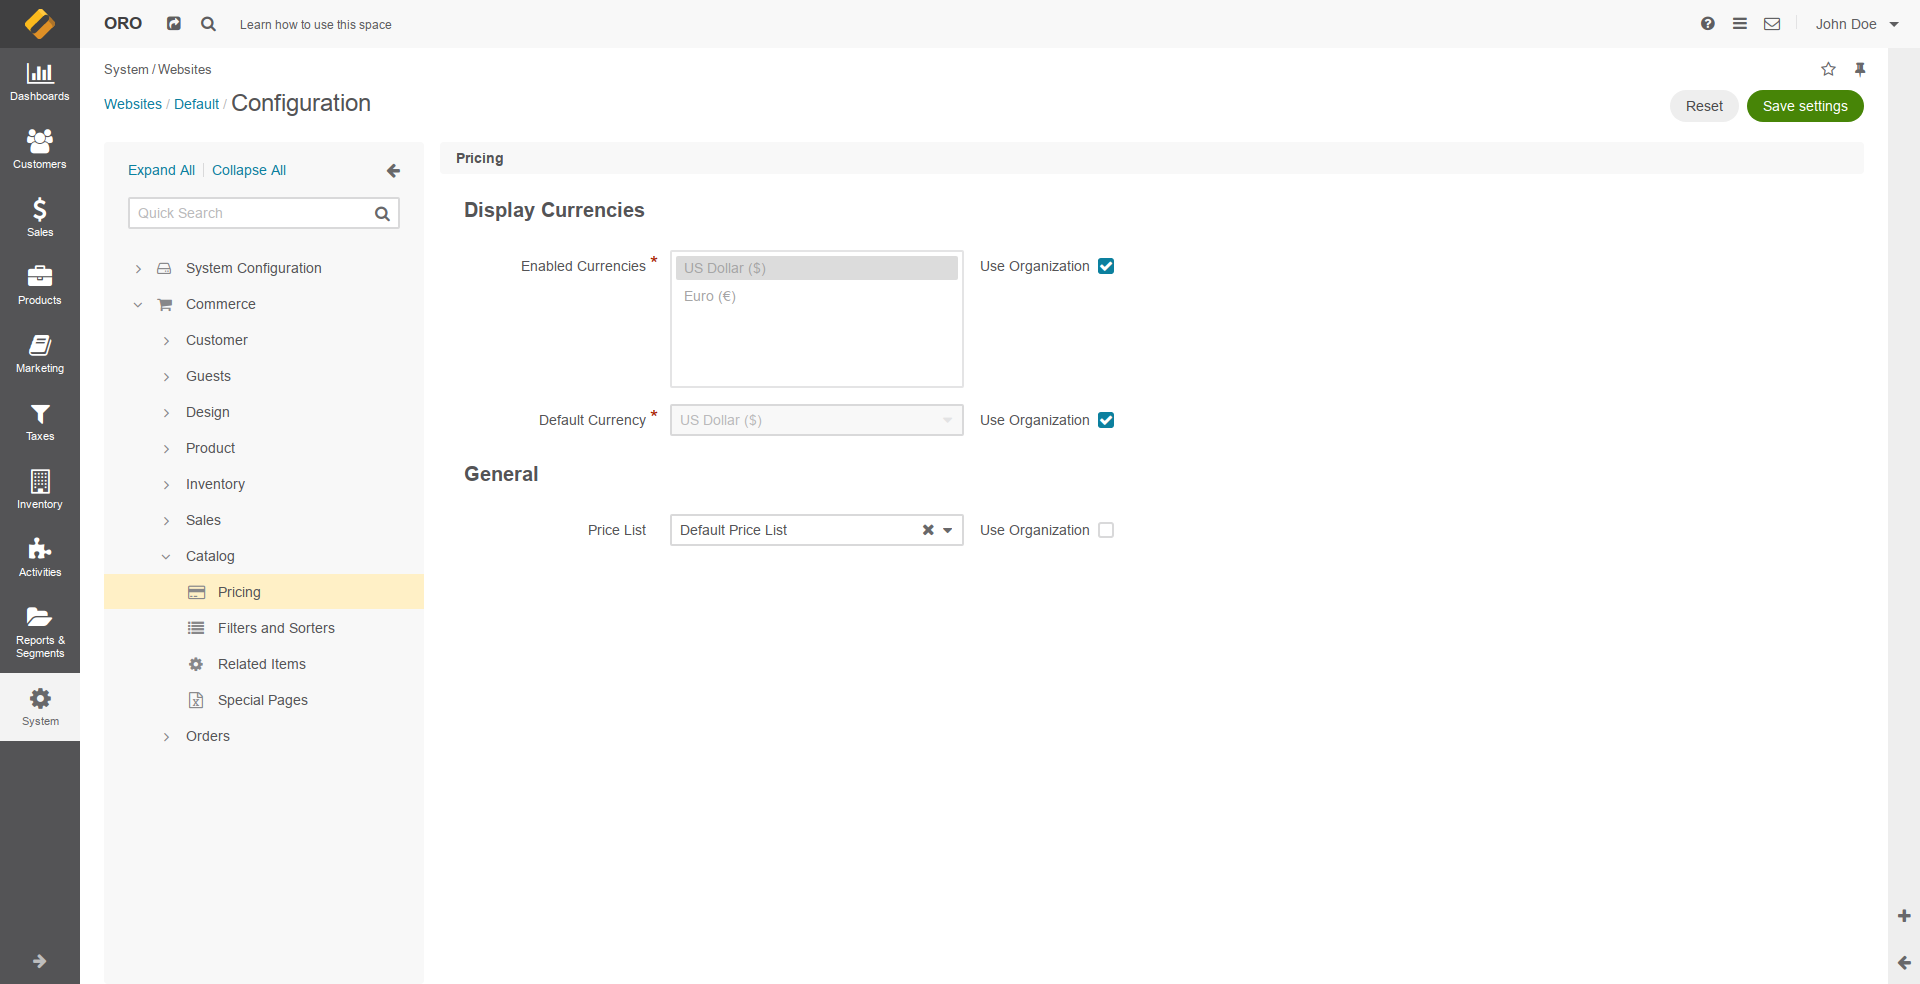 ORO
Learn how to use this space
John Doe
Dashboards
Customers
Sales
Products
Marketing
Taxes
Inventory
Activities
Reports &
Segments
System
System / Websites
Websites / Default / Configuration
Reset
Save settings
Expand All
Collapse All
Quick Search
System Configuration
Commerce
Customer
Guests
Design
Product
Inventory
Sales
Catalog
Pricing
Filters and Sorters
Related Items
Special Pages
Orders
Pricing
Display Currencies
Enabled Currencies *
US Dollar ($)
Euro (€)
Use Organization
Default Currency *
US Dollar ($)
Use Organization
General
Price List
Default Price List
Use Organization